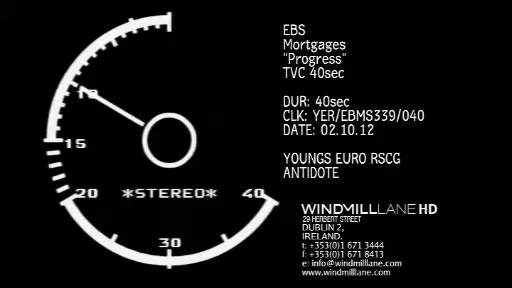 EBS
Mortgages
"Progress"
TVC 40sec
DUR: 40sec
CLK: YER/EBMS339/040
DATE: 02.10.12
YOUNGS EURO RSCG
ANTIDOTE
10
15
20 *STEREO* 40
30
WINDMILLLANE HD
29 HERBERT STREET
DUBLIN 2,
IRELAND.
t: +353(0)1 671 3444
f: +353(0)1 671 8413
e: info@windmilllane.com
www.windmilllane.com